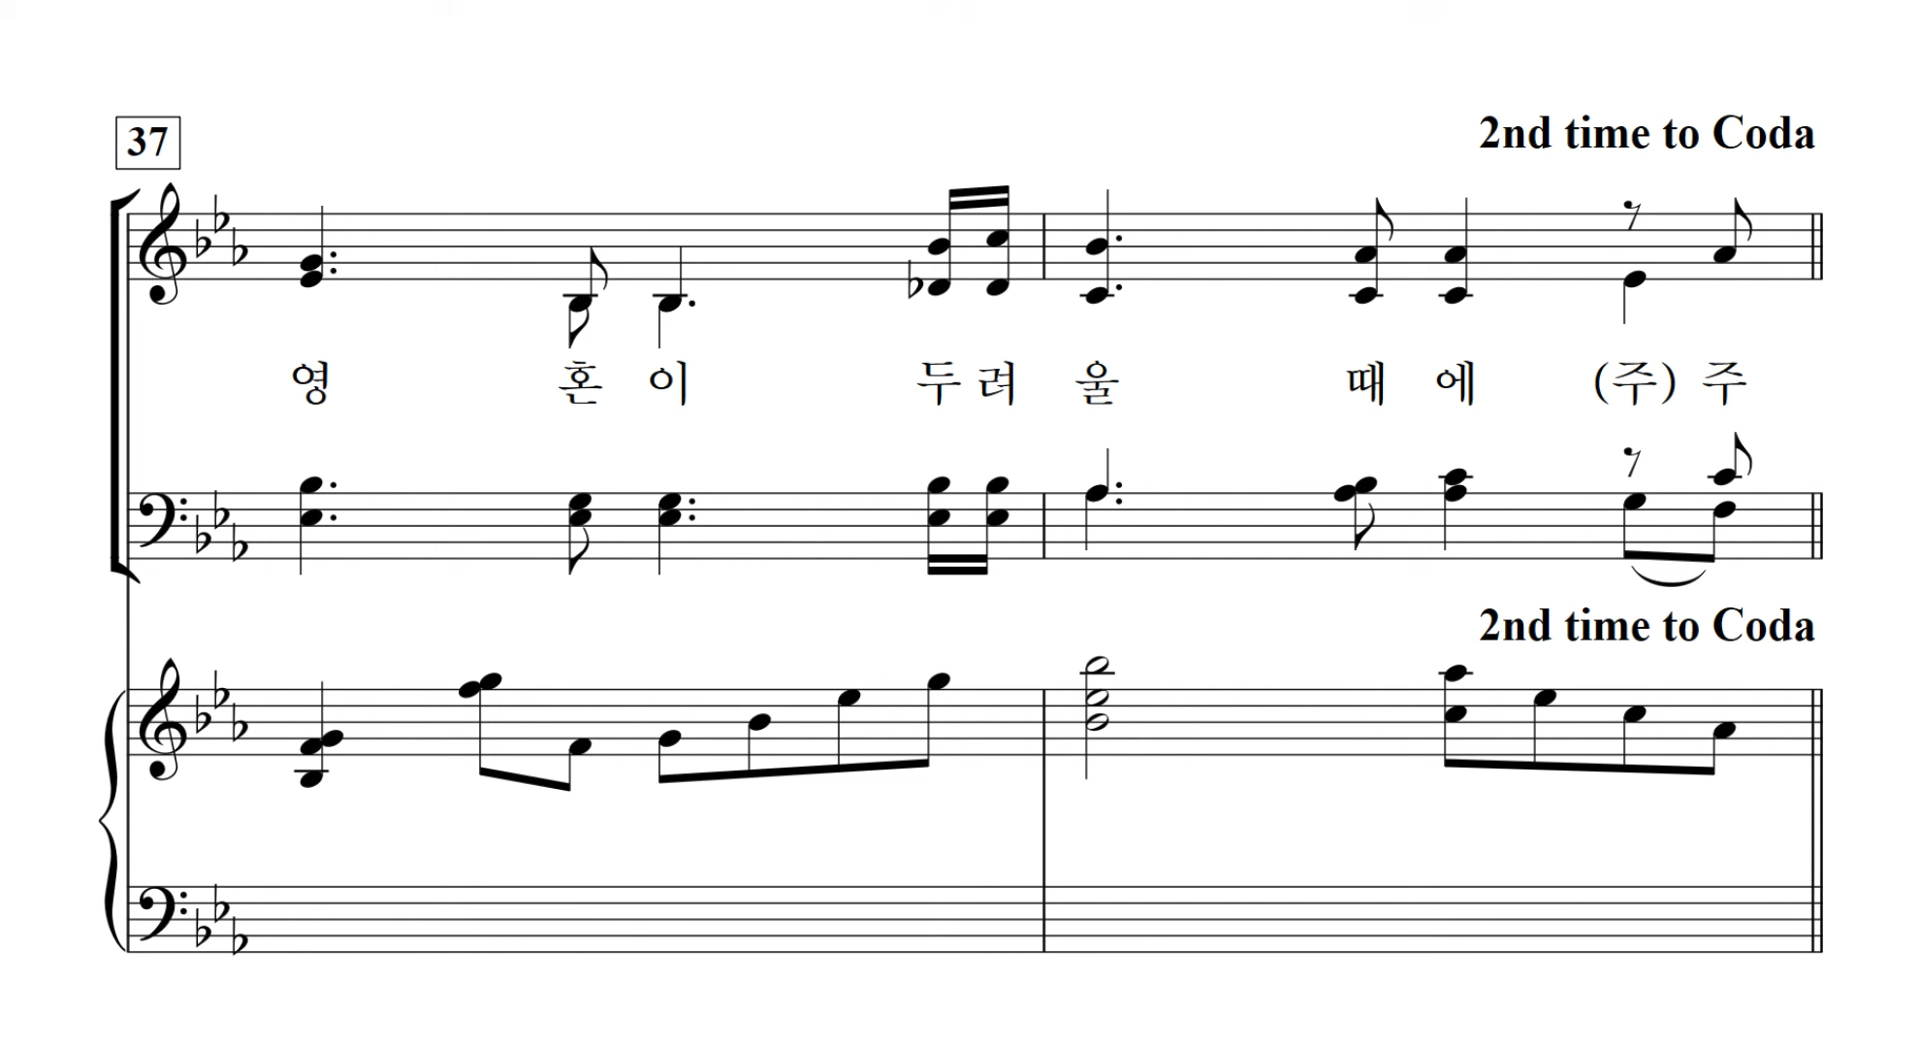 37
2nd time to Coda
영 혼 이 두 려 울 때 에 (주) 주
2nd time to Coda